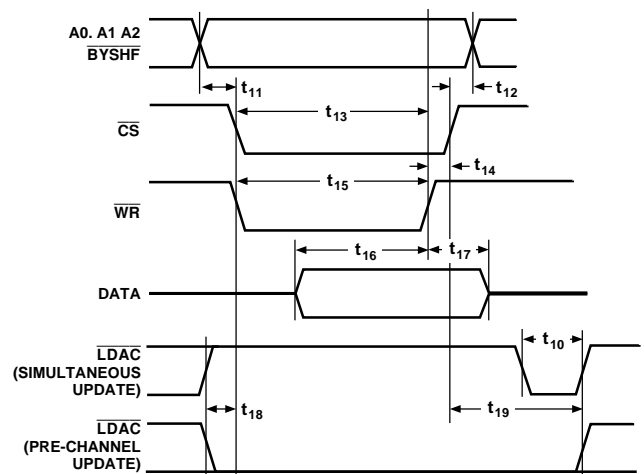 A0. A1 A2
BYSHF
t11
t12
t13
CS
t14
t15
WR
t16
t17
DATA
t10
LDAC
(SIMULTANEOUS
UPDATE)
t18
t19
LDAC
(PRE-CHANNEL
UPDATE)